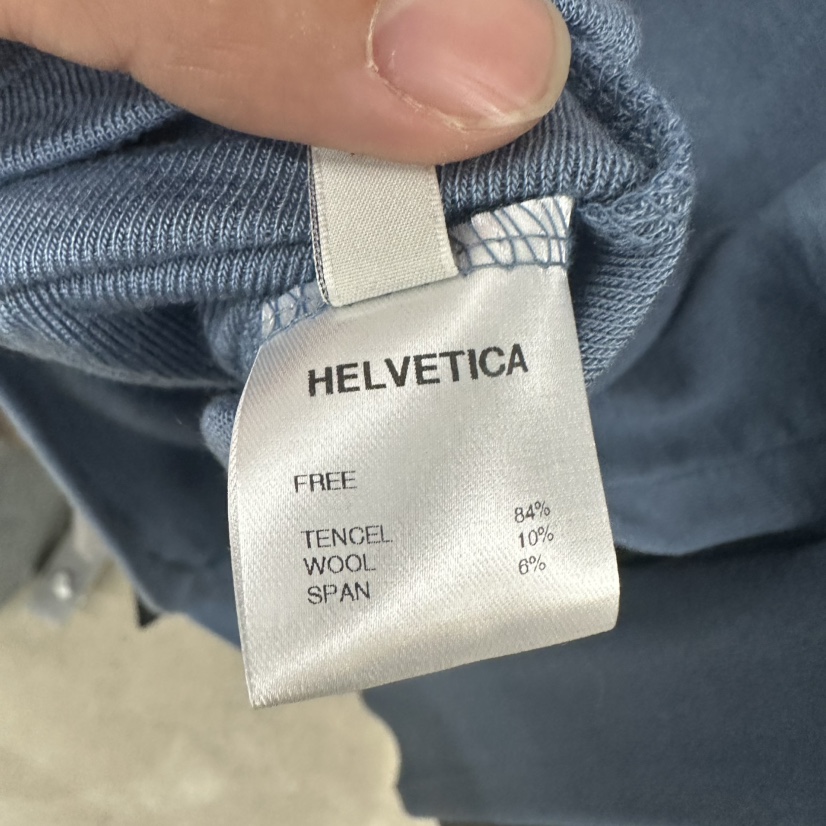 HELVETICA
FREE
TENCEL 84%
WOOL 10%
SPAN 6%